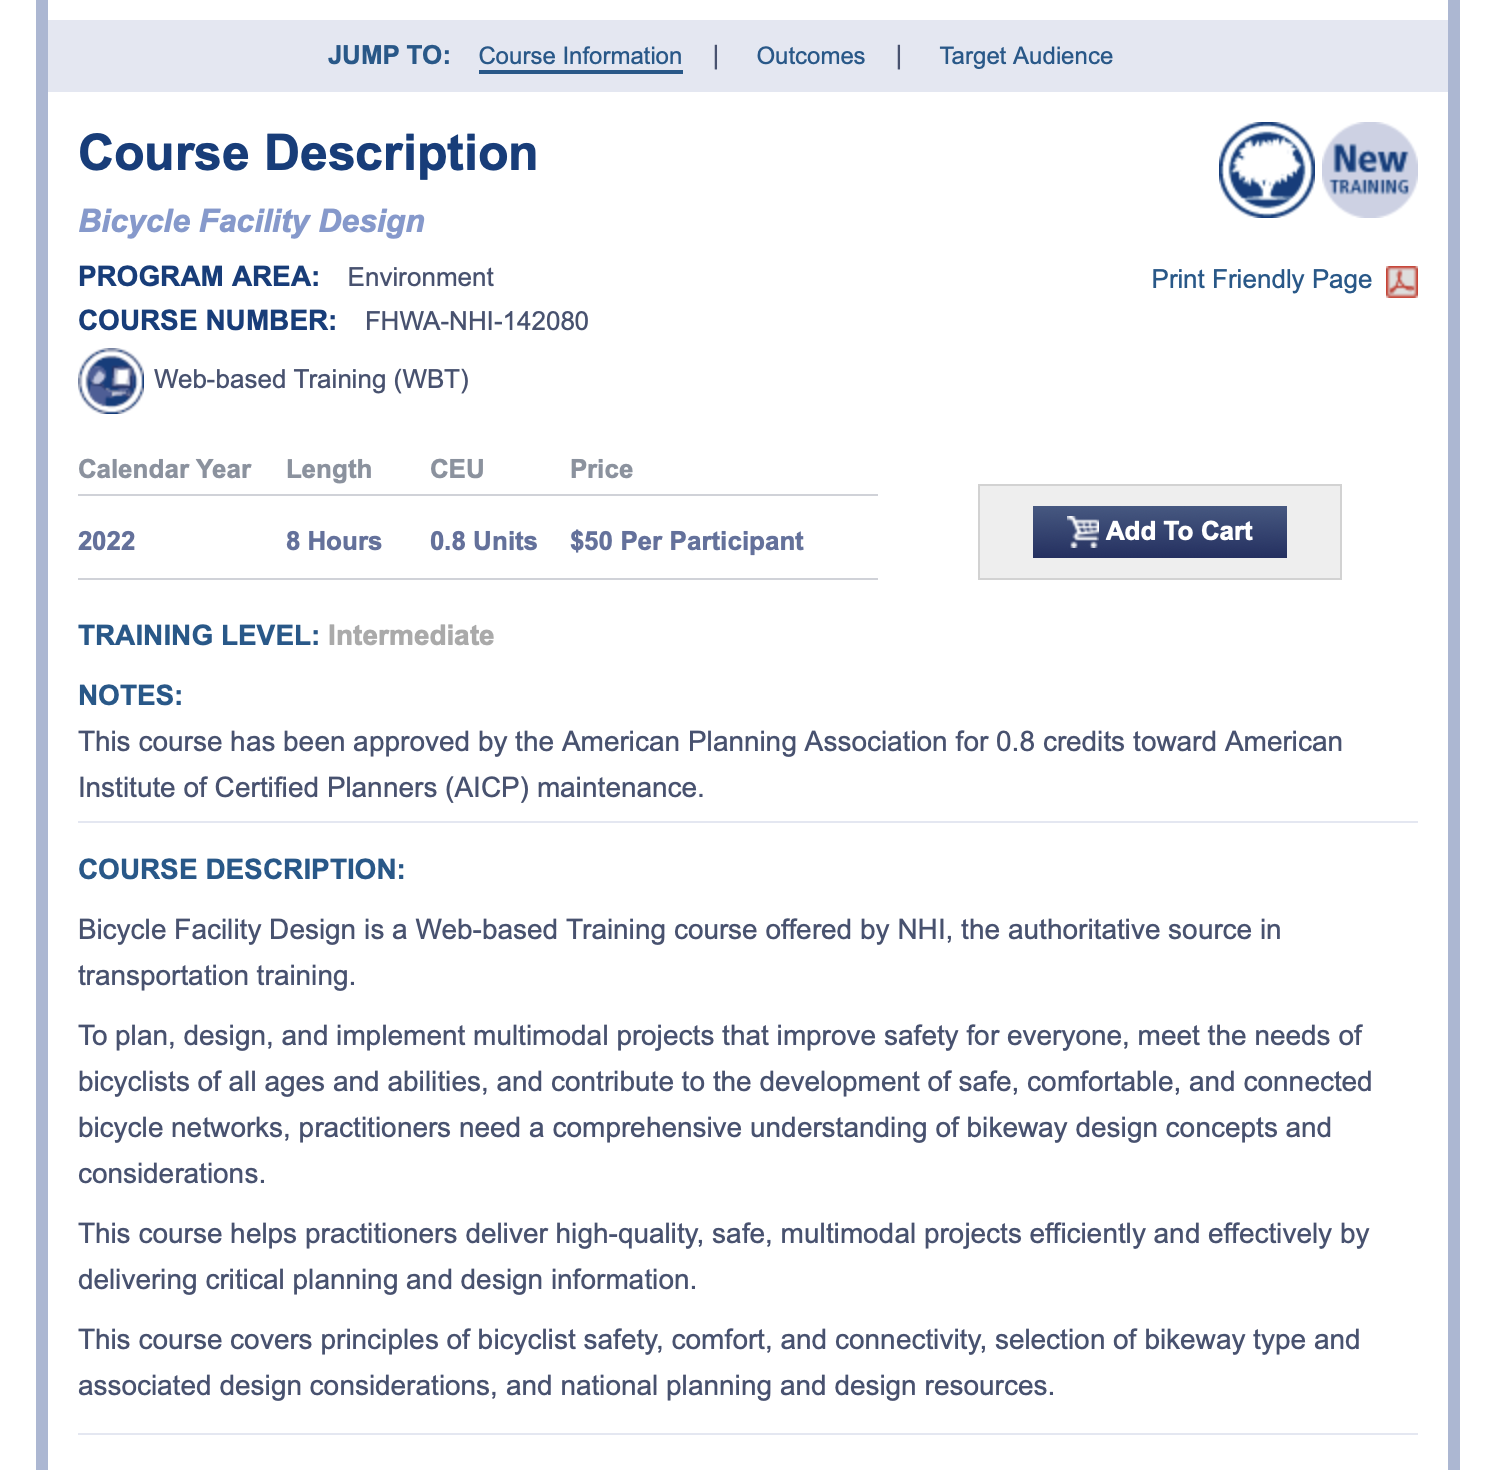 JUMP TO: Course Information | Outcomes | Target Audience
Course Description
New
TRAINING
Bicycle Facility Design
PROGRAM AREA: Environment
Print Friendly Page
COURSE NUMBER: FHWA-NHI-142080
Web-based Training (WBT)
Calendar Year Length CEU Price
2022 8 Hours 0.8 Units $50 Per Participant
Add To Cart
TRAINING LEVEL: Intermediate
NOTES:
This course has been approved by the American Planning Association for 0.8 credits toward American
Institute of Certified Planners (AICP) maintenance.
COURSE DESCRIPTION:
Bicycle Facility Design is a Web-based Training course offered by NHI, the authoritative source in
transportation training.
To plan, design, and implement multimodal projects that improve safety for everyone, meet the needs of
bicyclists of all ages and abilities, and contribute to the development of safe, comfortable, and connected
bicycle networks, practitioners need a comprehensive understanding of bikeway design concepts and
considerations.
This course helps practitioners deliver high-quality, safe, multimodal projects efficiently and effectively by
delivering critical planning and design information.
This course covers principles of bicyclist safety, comfort, and connectivity, selection of bikeway type and
associated design considerations, and national planning and design resources.